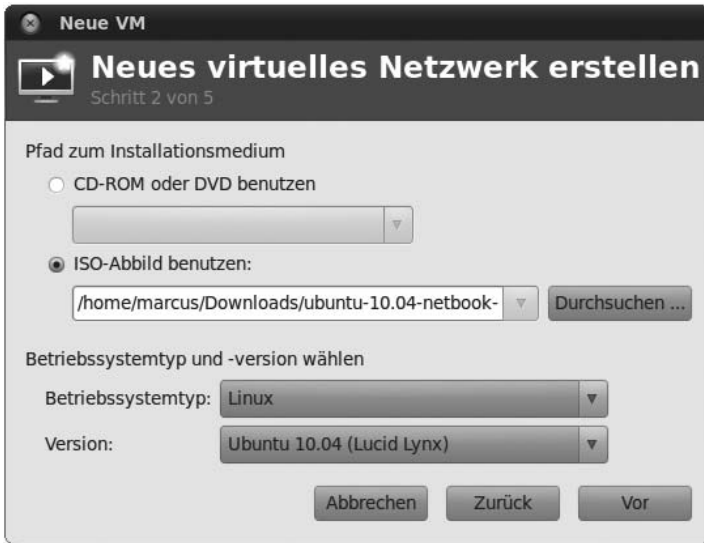 Neue VM
Neues virtuelles Netzwerk erstellen
Schritt 2 von 5
Pfad zum Installationsmedium
CD-ROM oder DVD benutzen
ISO-Abbild benutzen:
/home/marcus/Downloads/ubuntu-10.04-netbook- Durchsuchen ...
Betriebssystemtyp und -version wählen
Betriebssystemtyp: Linux
Version: Ubuntu 10.04 (Lucid Lynx)
Abbrechen Zurück Vor